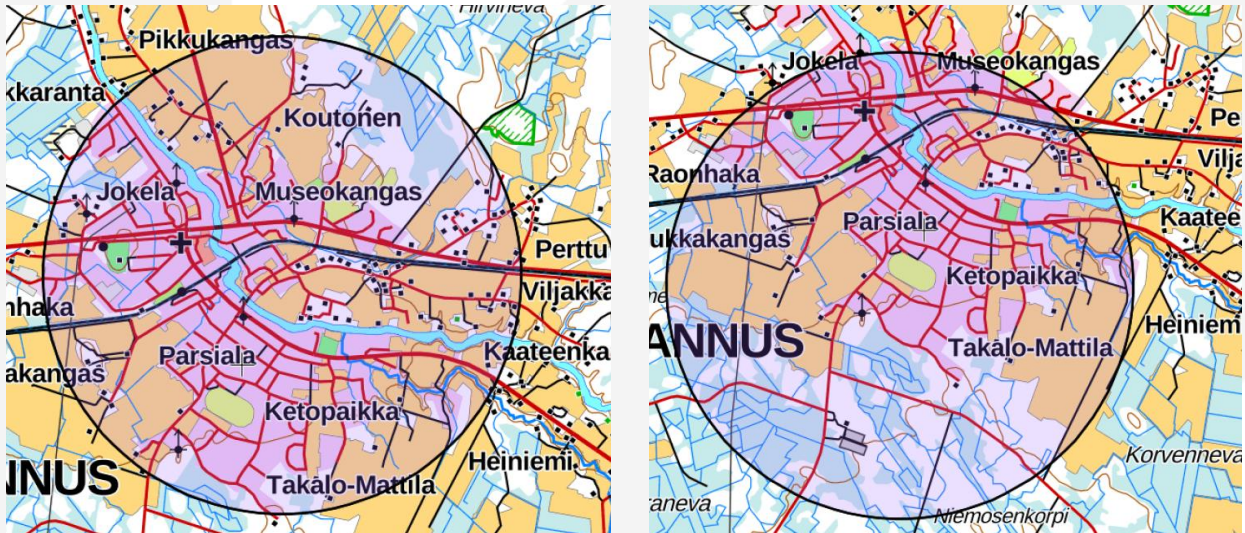 Hirvineva
Pikkukangas
kkaranta
Koutonen
Jokela
Museokangas
Perttu
nhaka
Viljakka
Parsiala
Kaateenka
akangas
Ketopaikka
Heiniemi
NNUS
Takalo-Mattila
Jokela
Museokangas
Pe
Vilja
Raonhaka
Parsiala
Kaatee
ukkakangas
Ketopaikka
Heiniem
ANNUS
Takalo-Mattila
Korvenneva
raneva
Niemosenkorpi